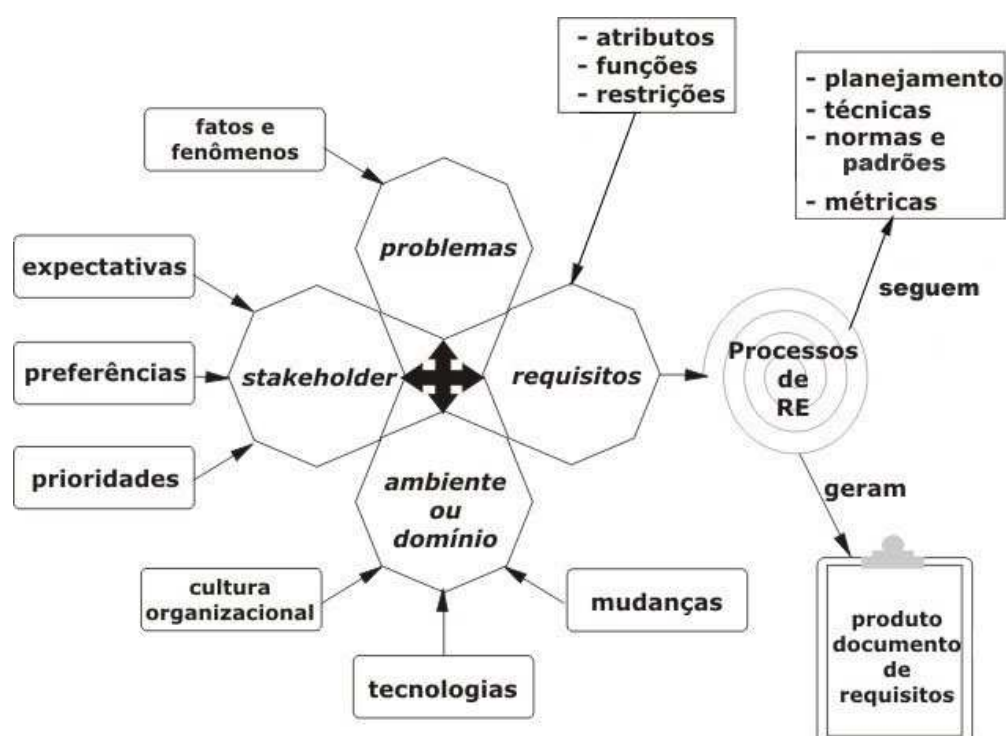 - atributos
- funções
- restrições
- planejamento
- técnicas
- normas e
padrões
- métricas
fatos e
fenômenos
problemas
expectativas
seguem
preferências
stakeholder
requisitos
Processos
de
RE
prioridades
ambiente
ou
domínio
geram
cultura
organizacional
mudanças
tecnologias
produto
documento
de
requisitos